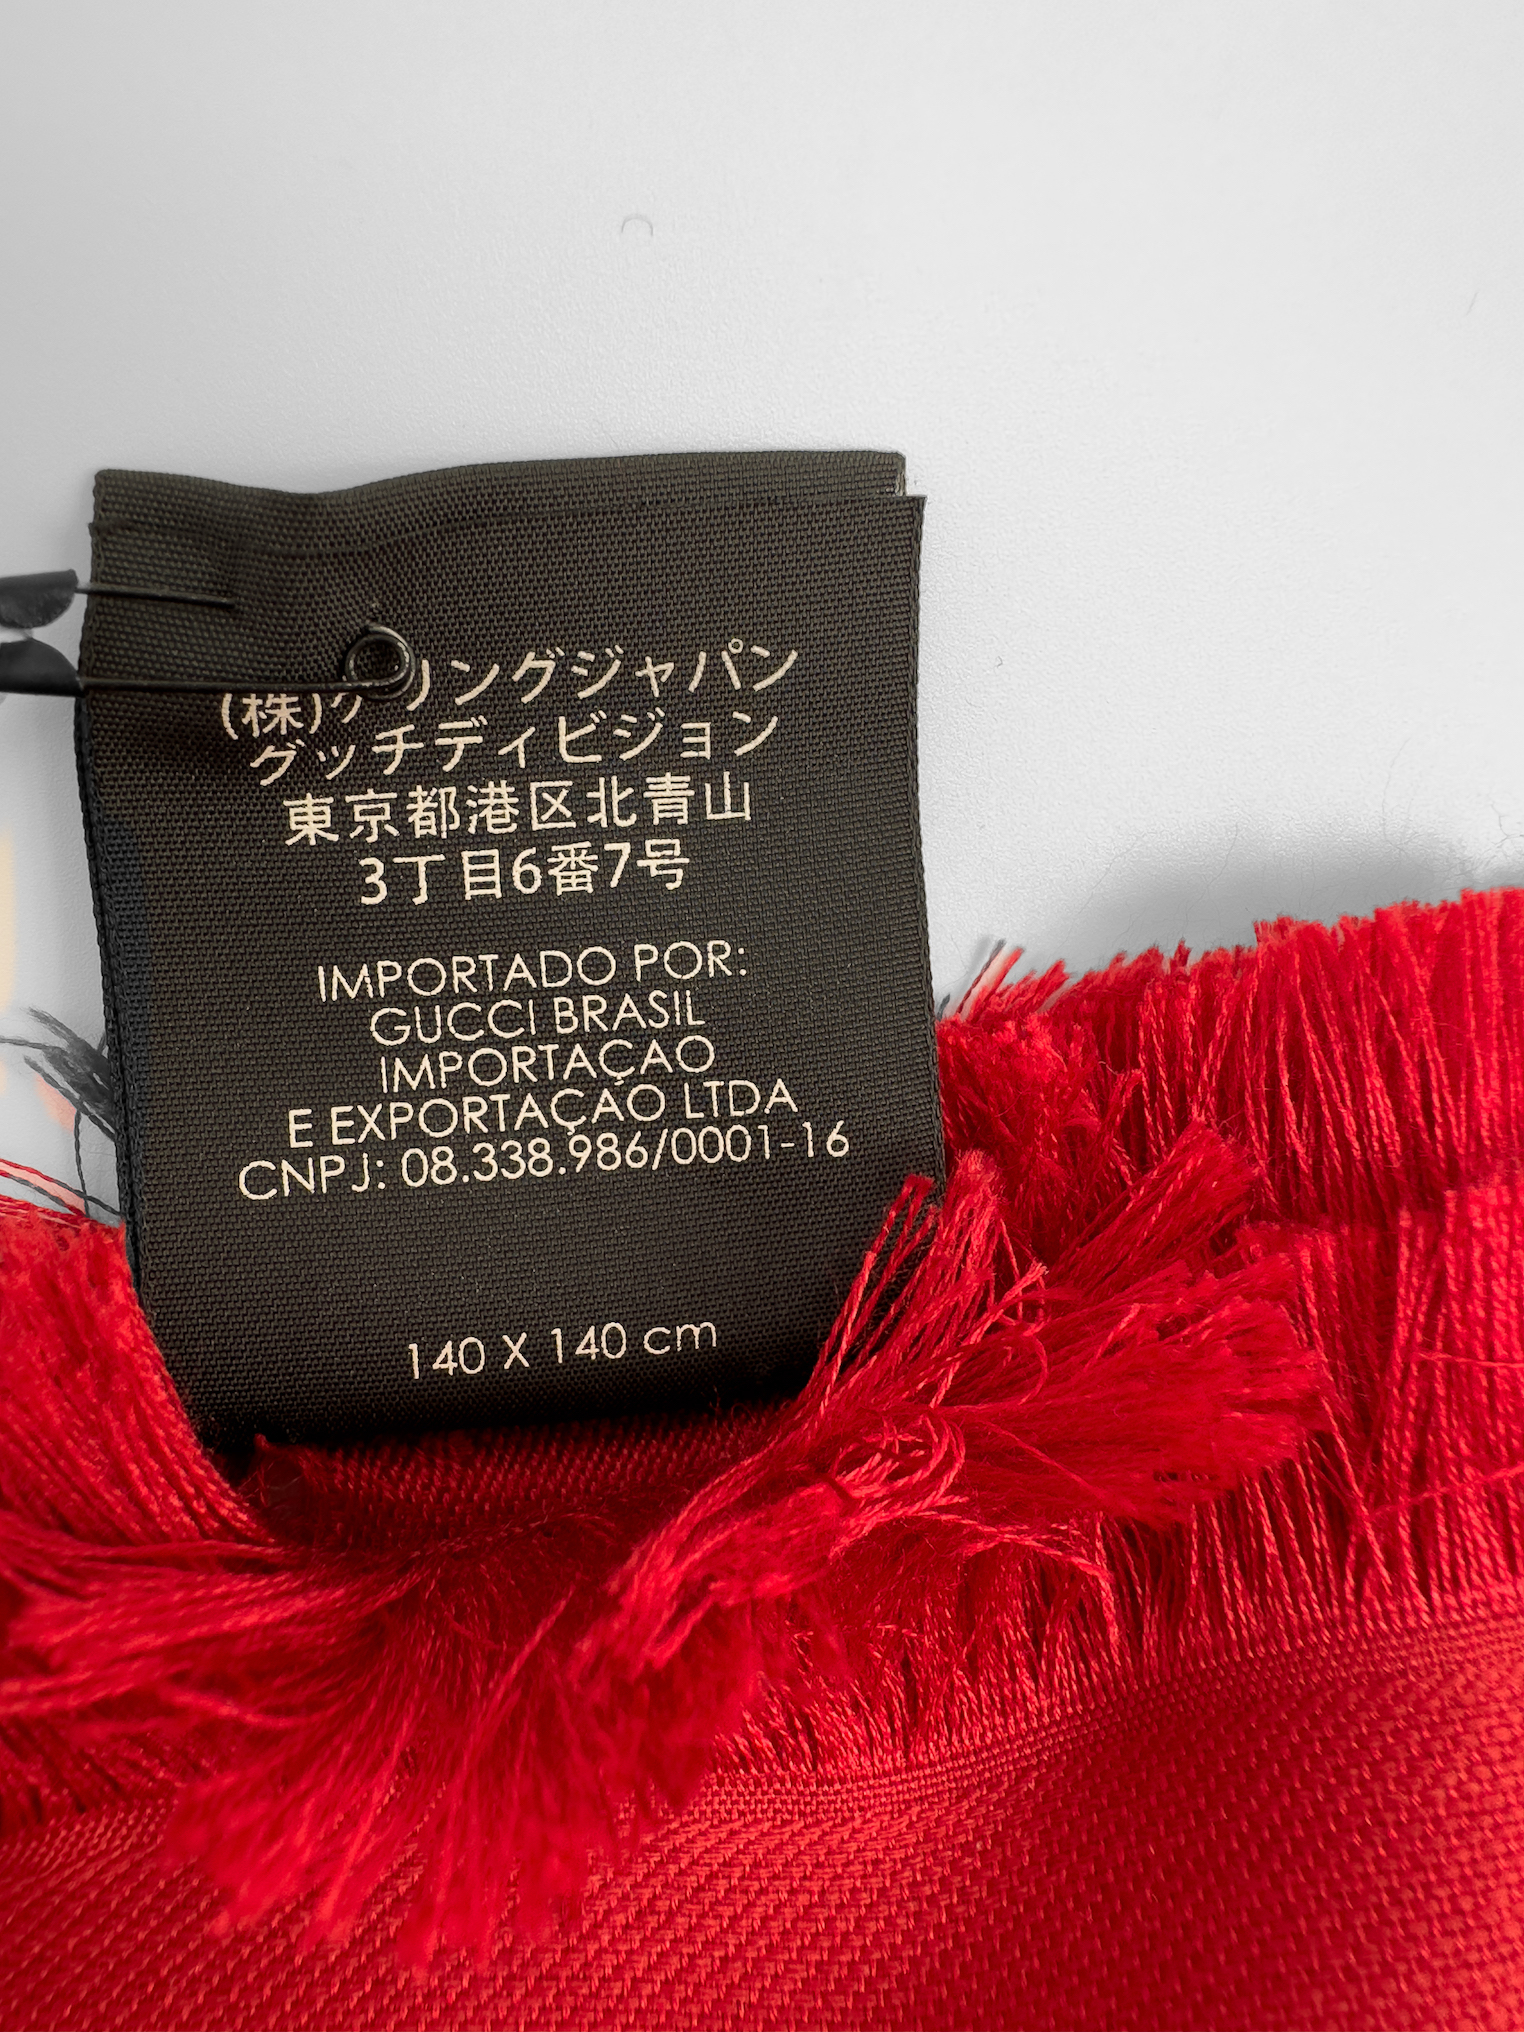 (株)ケリングジャパン
グッチディビジョン
東京都港区北青山
3丁目6番7号
IMPORTADO POR:
GUCCI BRASIL
IMPORTAÇAO
E EXPORTAÇAO LTDA
CNPJ: 08.338.986/0001-16
140 X 140 cm